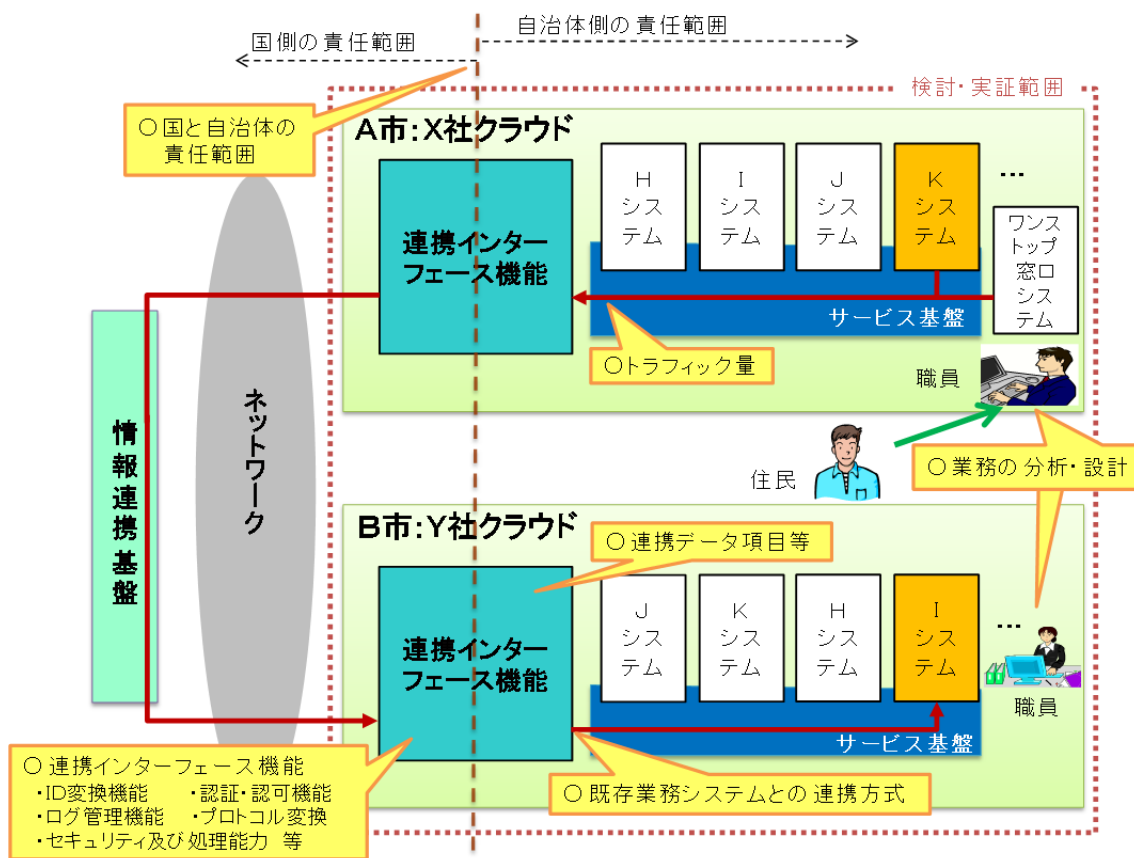 国側の責任範囲
自治体側の責任範囲
検討・実証範囲
○国と自治体の
責任範囲
A市:X社クラウド
連携インター
フェース機能
H
シス
テム
I
シス
テム
J
シス
テム
K
シス
テム
…
ワンス
トップ
窓口
シス
テム
サービス基盤
○トラフィック量
職員
情報連携基盤
ネットワーク
住民
○業務の分析・設計
B市:Y社クラウド
○連携データ項目等
連携インター
フェース機能
J
シス
テム
K
シス
テム
H
シス
テム
I
シス
テム
…
職員
サービス基盤
○連携インターフェース機能
・ID変換機能 ・認証・認可機能
・ログ管理機能 ・プロトコル変換
・セキュリティ及び処理能力 等
○既存業務システムとの連携方式